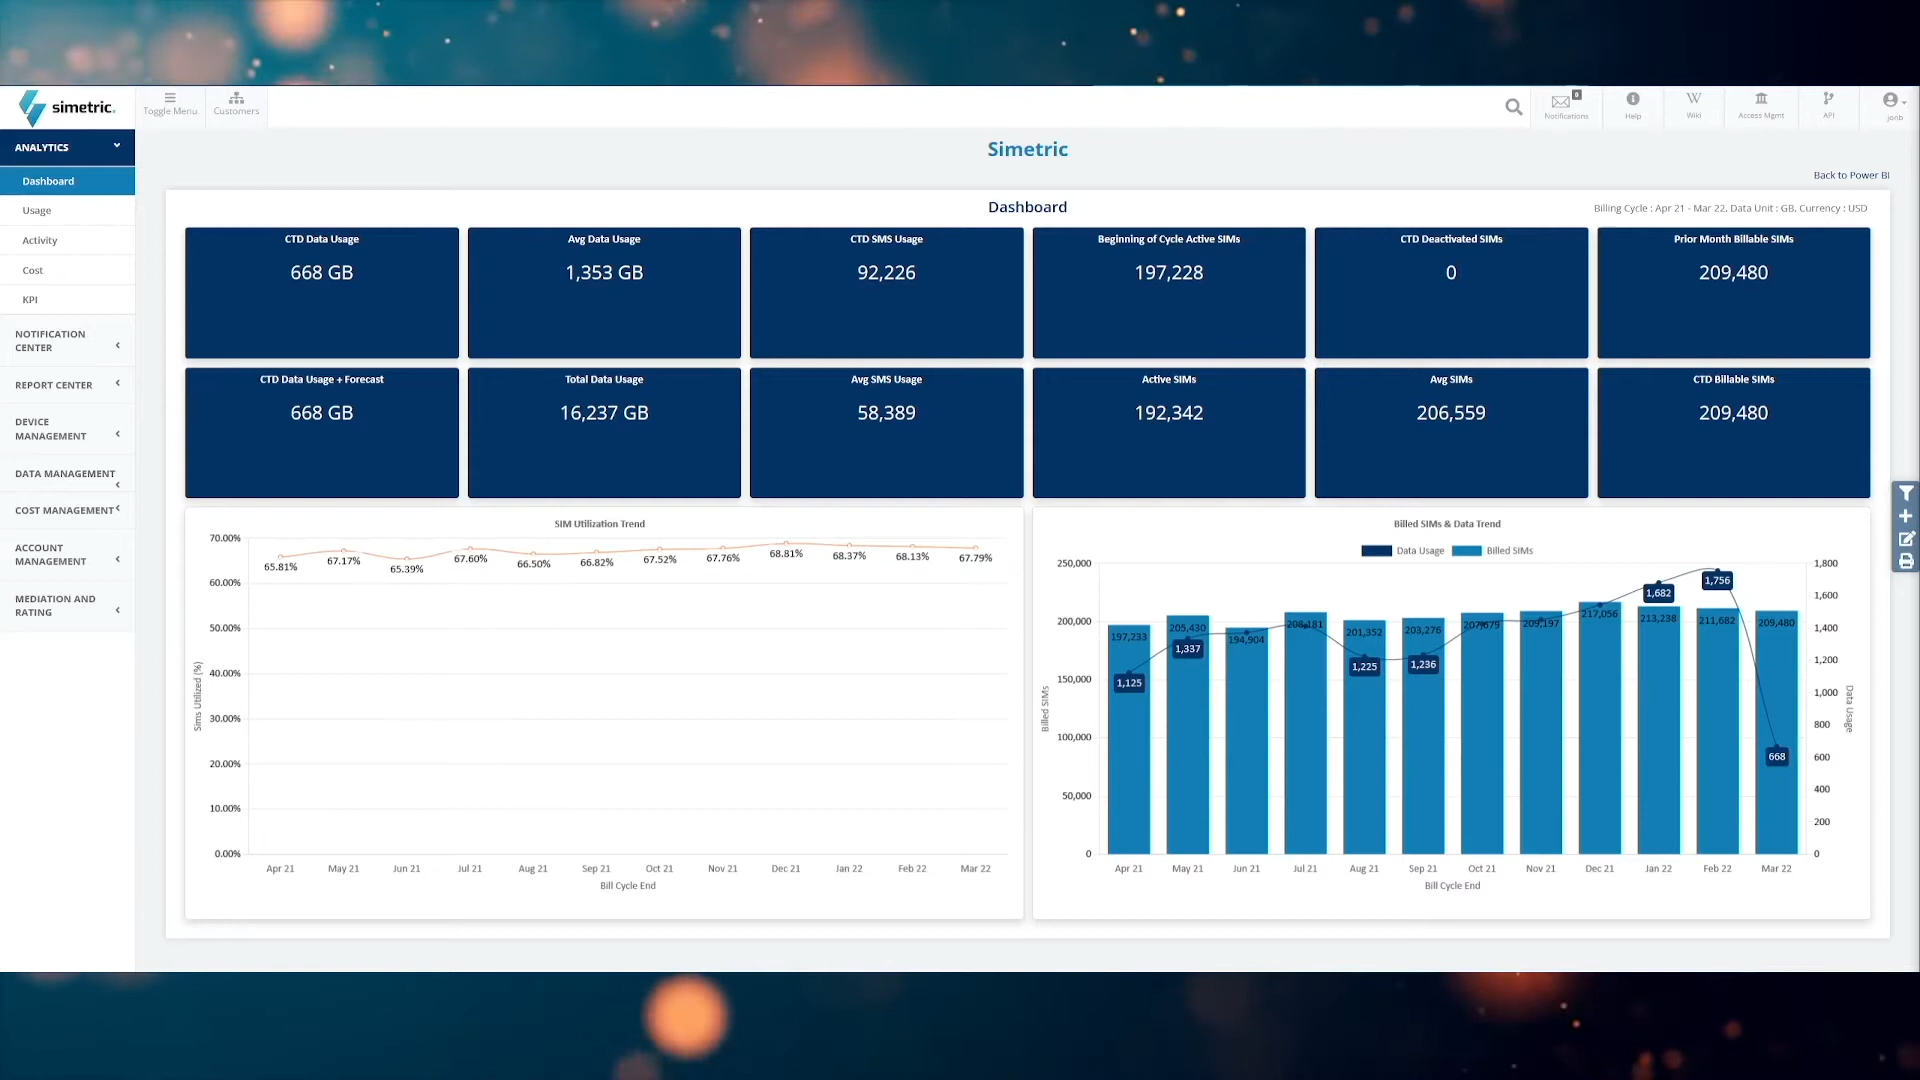 simetric.
Toggle Menu
Customers
0
Notifications
Help
W
Wiki
Access Mgmt
API
jonb
ANALYTICS
Dashboard
Usage
Activity
Cost
KPI
NOTIFICATION
CENTER
REPORT CENTER
DEVICE
MANAGEMENT
DATA MANAGEMENT
COST MANAGEMENT
ACCOUNT
MANAGEMENT
MEDIATION AND
RATING
Simetric
Back to Power BI
Dashboard
Billing Cycle : Apr 21 - Mar 22, Data Unit : GB, Currency : USD
CTD Data Usage
668 GB
Avg Data Usage
1,353 GB
CTD SMS Usage
92,226
Beginning of Cycle Active SIMs
197,228
CTD Deactivated SIMs
0
Prior Month Billable SIMs
209,480
CTD Data Usage + Forecast
668 GB
Total Data Usage
16,237 GB
Avg SMS Usage
58,389
Active SIMs
192,342
Avg SIMs
206,559
CTD Billable SIMs
209,480
SIM Utilization Trend
Sims Utilized (%)
70.00%
60.00%
50.00%
40.00%
30.00%
20.00%
10.00%
0.00%
65.81% 67.17% 65.39% 67.60% 66.50% 66.82% 67.52% 67.76% 68.81% 68.37% 68.13% 67.79%
Apr 21 May 21 Jun 21 Jul 21 Aug 21 Sep 21 Oct 21 Nov 21 Dec 21 Jan 22 Feb 22 Mar 22
Bill Cycle End
Billed SIMs & Data Trend
Data Usage Billed SIMs
Billed SIMs
250,000
200,000
150,000
100,000
50,000
0
197,233 205,430 194,904 208,181 201,352 203,276 207,679 209,197 217,056 213,238 211,682 209,480
1,125 1,337 1,225 1,236 1,682 1,756 668
1,800
1,600
1,400
1,200
1,000
800
600
400
200
0
Data Usage
Apr 21 May 21 Jun 21 Jul 21 Aug 21 Sep 21 Oct 21 Nov 21 Dec 21 Jan 22 Feb 22 Mar 22
Bill Cycle End